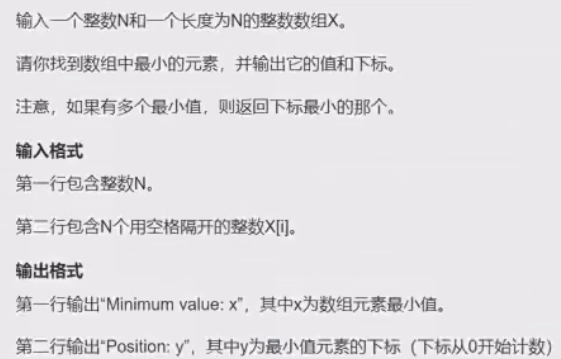 输入一个整数N和一个长度为N的整数数组X。
请你找到数组中最小的元素，并输出它的值和下标。
注意，如果有多个最小值，则返回下标最小的那个。
输入格式
第一行包含整数N。
第二行包含N个用空格隔开的整数X[i]。
输出格式
第一行输出“Minimum value: x”，其中x为数组元素最小值。
第二行输出“Position: y”，其中y为最小值元素的下标（下标从0开始计数）